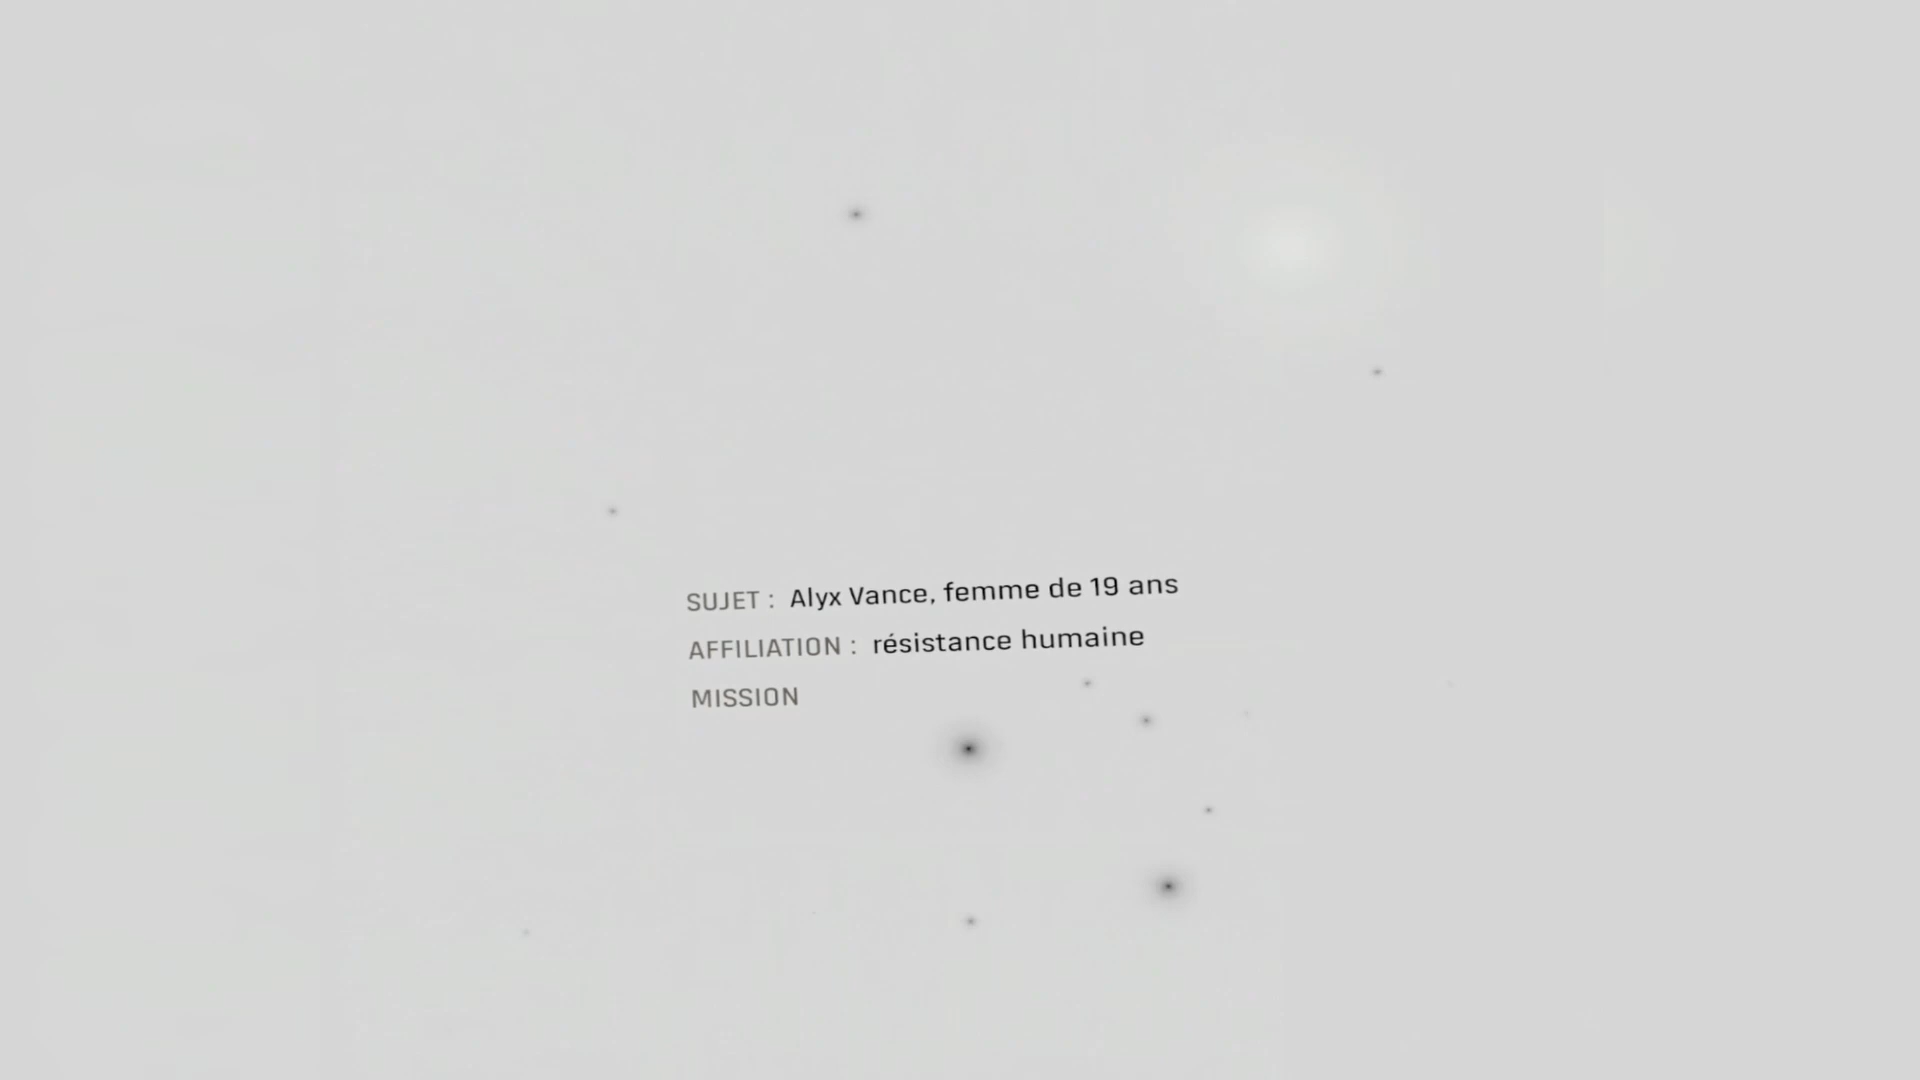 SUJET : Alyx Vance, femme de 19 ans
AFFILIATION : résistance humaine
MISSION